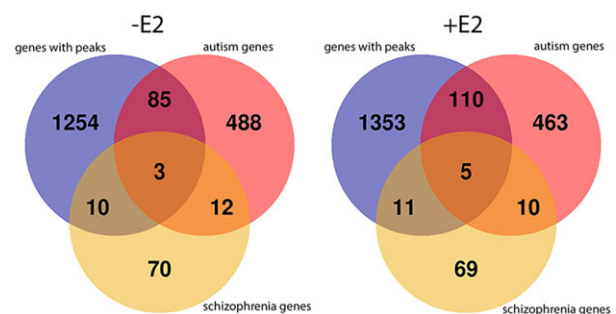 -E2
genes with peaks
autism genes
1254
85
488
3
10
12
70
schizophrenia genes
+E2
genes with peaks
autism genes
1353
110
463
5
11
10
69
schizophrenia genes